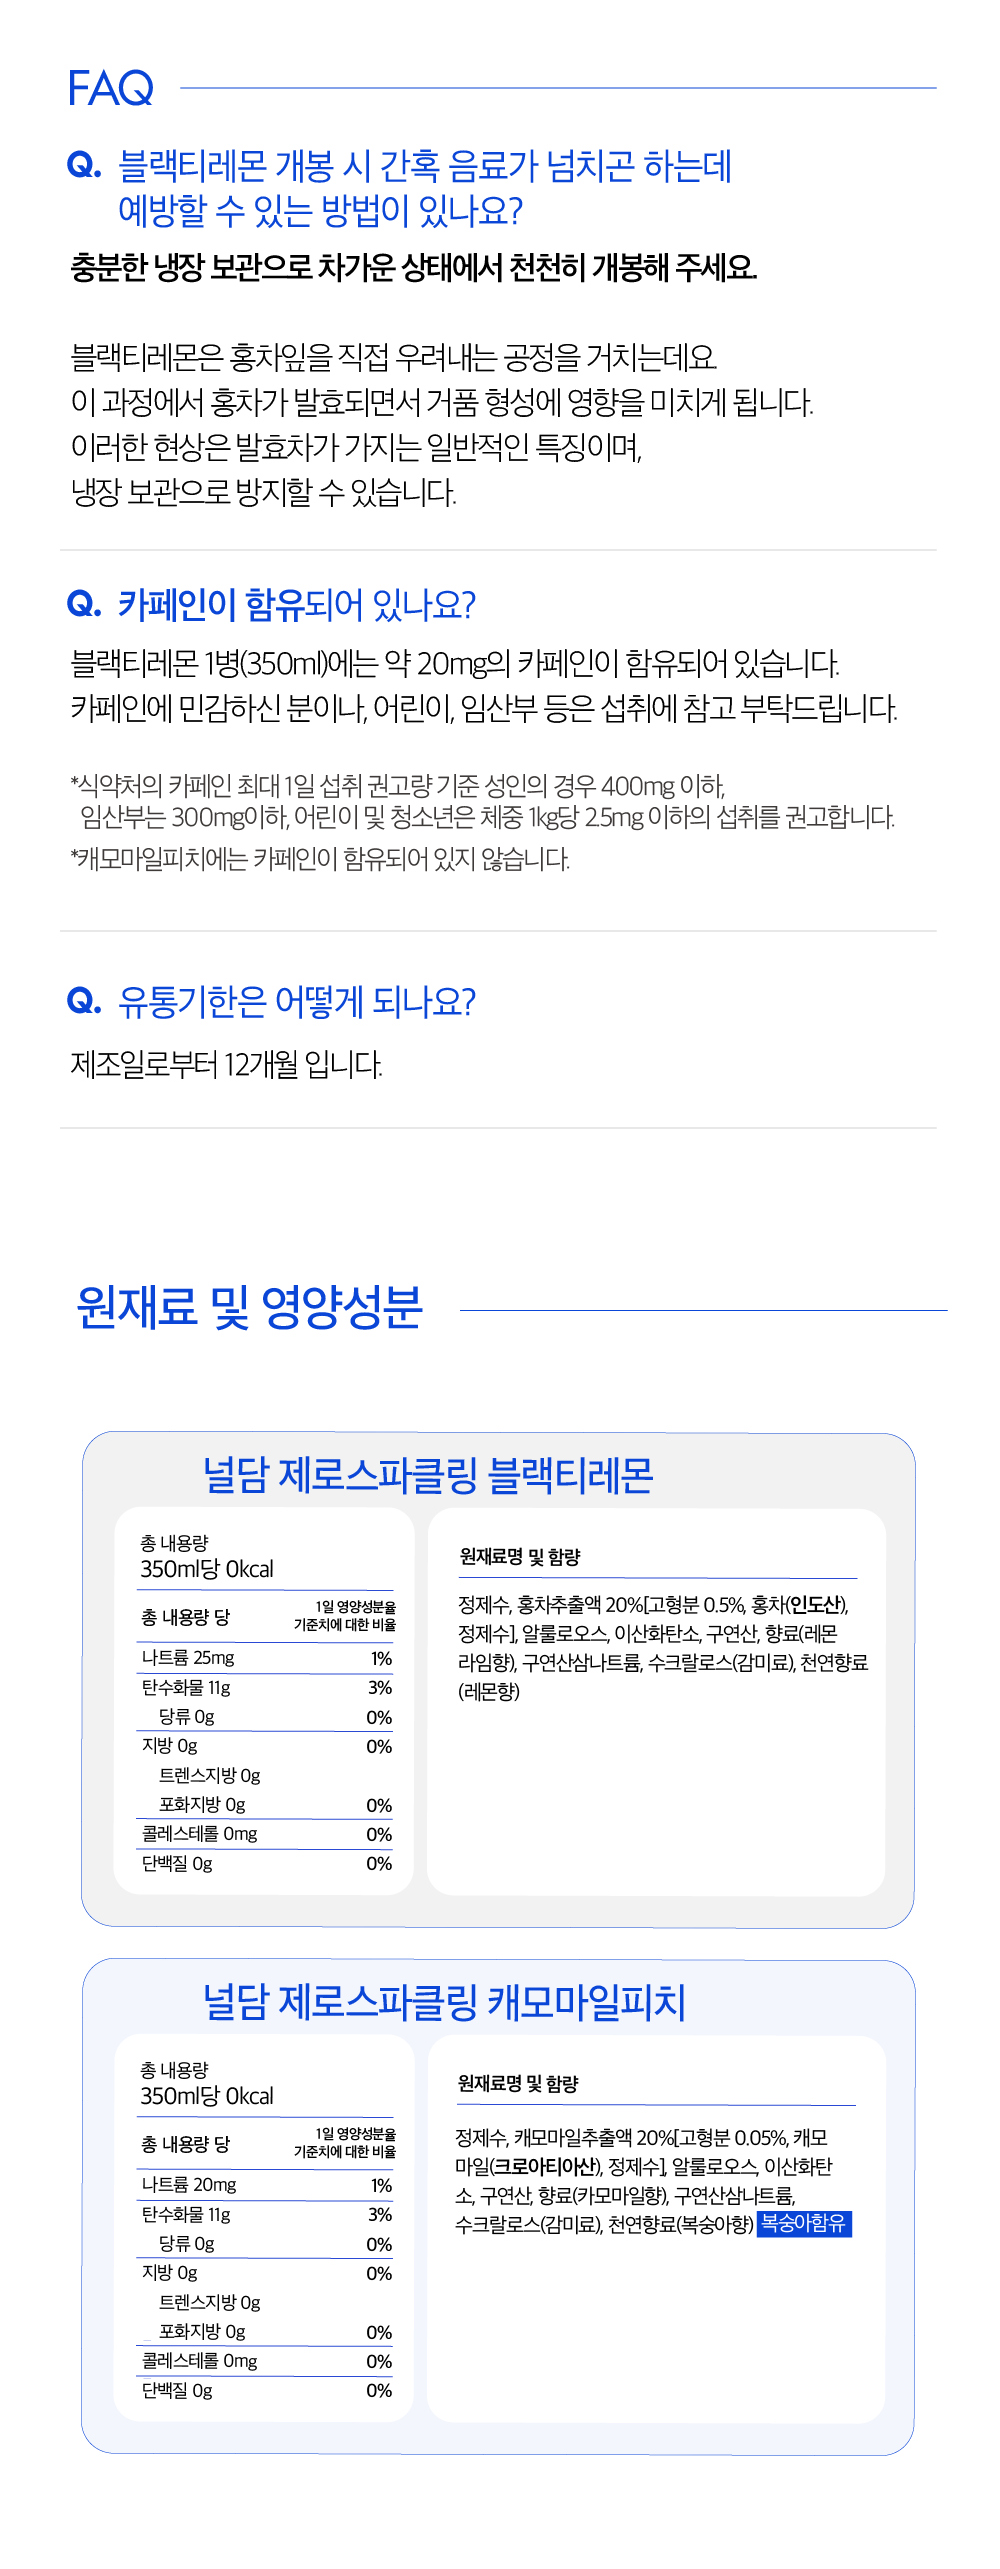 FAQ
Q. 블랙티레몬 개봉 시 간혹 음료가 넘치곤 하는데
예방할 수 있는 방법이 있나요?
충분한 냉장 보관으로 차가운 상태에서 천천히 개봉해 주세요.
블랙티레몬은 홍차잎을 직접 우려내는 공정을 거치는데요.
이 과정에서 홍차가 발효되면서 거품 형성에 영향을 미치게 됩니다.
이러한 현상은 발효차가 가지는 일반적인 특징이며,
냉장 보관으로 방지할 수 있습니다.
Q. 카페인이 함유되어 있나요?
블랙티레몬 1병(350ml)에는 약 20mg의 카페인이 함유되어 있습니다.
카페인에 민감하신 분이나, 어린이, 임산부 등은 섭취에 참고 부탁드립니다.
*식약처의 카페인 최대 1일 섭취 권고량 기준 성인의 경우 400mg 이하,
임산부는 300mg이하, 어린이 및 청소년은 체중 1kg당 2.5mg 이하의 섭취를 권고합니다.
*캐모마일피치에는 카페인이 함유되어 있지 않습니다.
Q. 유통기한은 어떻게 되나요?
제조일로부터 12개월 입니다.
원재료 및 영양성분
널담 제로스파클링 블랙티레몬
총 내용량
350ml당 0kcal
총 내용량 당
1일 영양성분율
기준치에 대한 비율
나트륨 25mg 1%
탄수화물 11g 3%
당류 0g 0%
지방 0g 0%
트렌스지방 0g
포화지방 0g 0%
콜레스테롤 0mg 0%
단백질 0g 0%
원재료명 및 함량
정제수, 홍차추출액 20%[고형분 0.5%, 홍차(인도산),
정제수], 알룰로오스, 이산화탄소, 구연산, 향료(레몬
라임향), 구연산삼나트륨, 수크랄로스(감미료), 천연향료
(레몬향)
널담 제로스파클링 캐모마일피치
총 내용량
350ml당 0kcal
총 내용량 당
1일 영양성분율
기준치에 대한 비율
나트륨 20mg 1%
탄수화물 11g 3%
당류 0g 0%
지방 0g 0%
트렌스지방 0g
포화지방 0g 0%
콜레스테롤 0mg 0%
단백질 0g 0%
원재료명 및 함량
정제수, 캐모마일추출액 20%[고형분 0.05%, 캐모
마일(크로아티아산), 정제수], 알룰로오스, 이산화탄
소, 구연산, 향료(카모마일향), 구연산삼나트륨,
수크랄로스(감미료), 천연향료(복숭아향) 복숭아함유